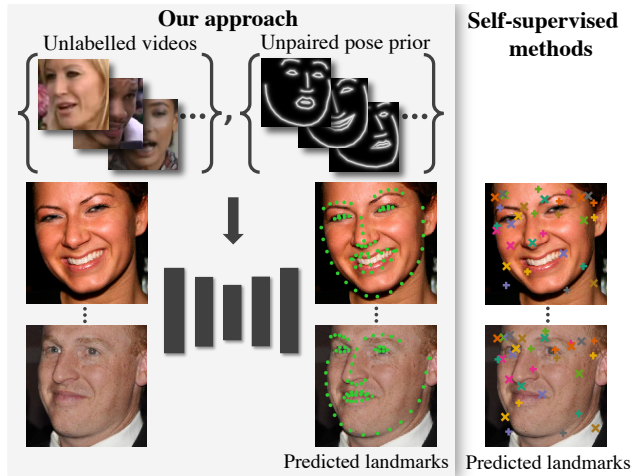 Our approach
Self-supervised
methods
Unlabelled videos
Unpaired pose prior
Predicted landmarks
Predicted landmarks